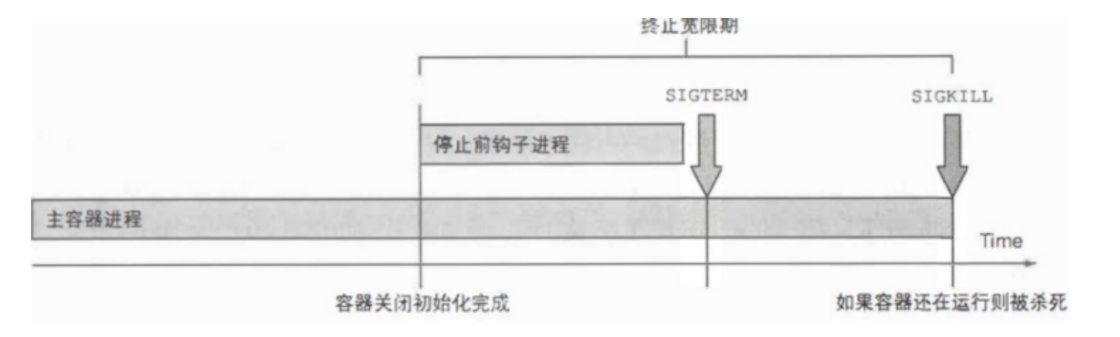 终止宽限期
SIGTERM
SIGKILL
停止前钩子进程
主容器进程
Time
容器关闭初始化完成
如果容器还在运行则被杀死